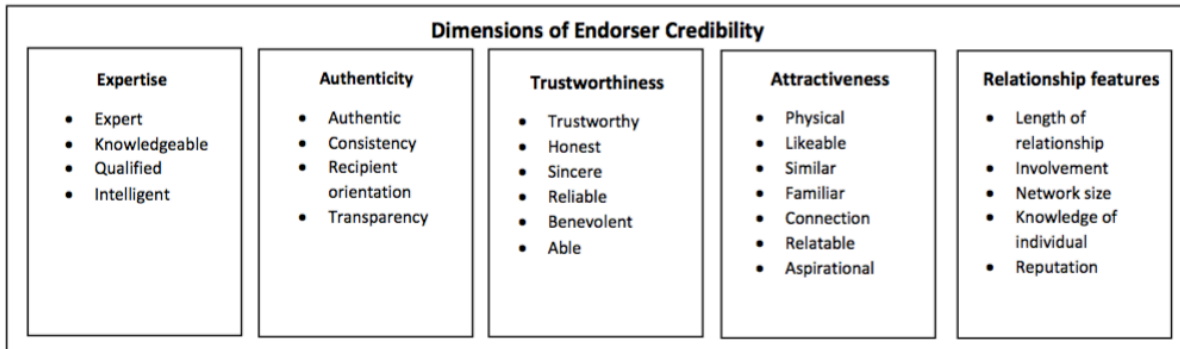 Dimensions of Endorser Credibility
Expertise
• Expert
• Knowledgeable
• Qualified
• Intelligent
Authenticity
• Authentic
• Consistency
• Recipient
orientation
• Transparency
Trustworthiness
• Trustworthy
• Honest
• Sincere
• Reliable
• Benevolent
• Able
Attractiveness
• Physical
• Likeable
• Similar
• Familiar
• Connection
• Relatable
• Aspirational
Relationship features
• Length of
relationship
• Involvement
• Network size
• Knowledge of
individual
• Reputation